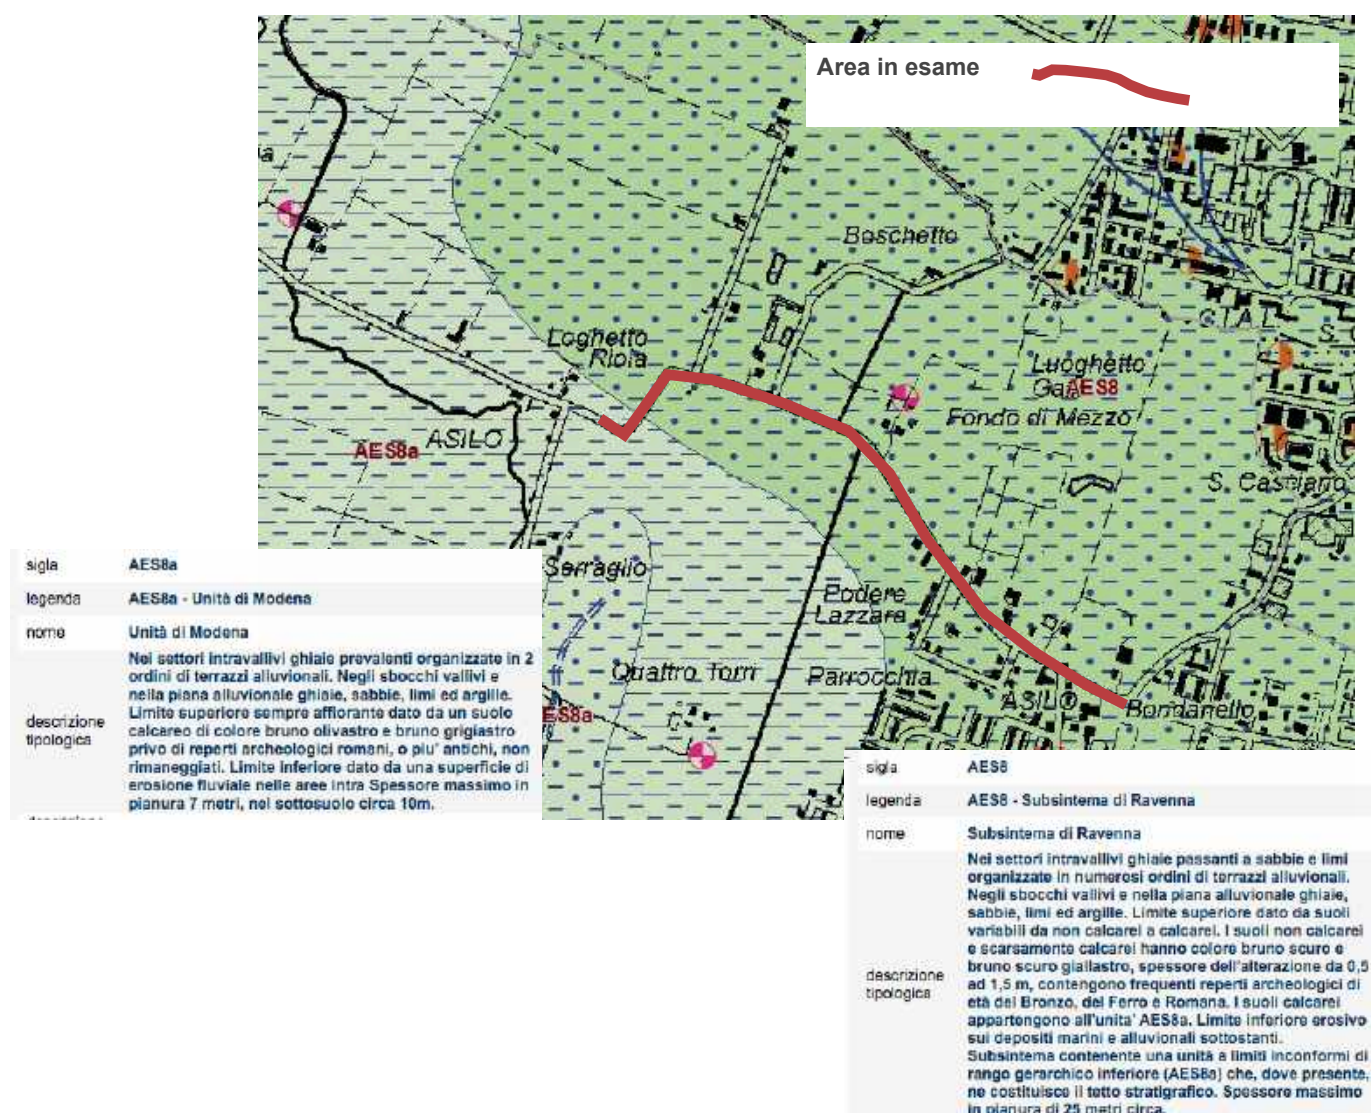 Area in esame
Boschetto
Loghetto
Riola
Luoghetto
Gaia
AES8
Fondo di Mezzo
AES8a
ASILO
S. Casciano
Serraglio
Podere
Lazzara
Quattro Torri
Parrocchia
ES8a
ASILO
Bondanello
sigla AES8a
legenda AES8a - Unità di Modena
nome Unità di Modena
descrizione tipologica
Nei settori intravallivi ghiaie prevalenti organizzate in 2
ordini di terrazzi alluvionali. Negli sbocchi vallivi e
nella piana alluvionale ghiaie, sabbie, limi ed argille.
Limite superiore sempre affiorante dato da un suolo
calcareo di colore bruno olivastro e bruno grigiastro
privo di reperti archeologici romani, o piu' antichi, non
rimaneggiati. Limite inferiore dato da una superficie di
erosione fluviale nelle aree intra Spessore massimo in
pianura 7 metri, nel sottosuolo circa 10m.
sigla AES8
legenda AES8 - Subsintema di Ravenna
nome Subsintema di Ravenna
descrizione tipologica
Nei settori intravallivi ghiaie passanti a sabbie e limi
organizzate in numerosi ordini di terrazzi alluvionali.
Negli sbocchi vallivi e nella piana alluvionale ghiaie,
sabbie, limi ed argille. Limite superiore dato da suoli
variabili da non calcarei a calcarei. I suoli non calcarei
e scarsamente calcarei hanno colore bruno scuro e
bruno scuro giallastro, spessore dell'alterazione da 0,5
ad 1,5 m, contengono frequenti reperti archeologici di
età del Bronzo, del Ferro e Romana. I suoli calcarei
appartengono all'unita' AES8a. Limite inferiore erosivo
sui depositi marini e alluvionali sottostanti.
Subsintema contenente una unità a limiti inconformi di
rango gerarchico inferiore (AES8a) che, dove presente,
ne costituisce il tetto stratigrafico. Spessore massimo
in pianura di 25 metri circa.